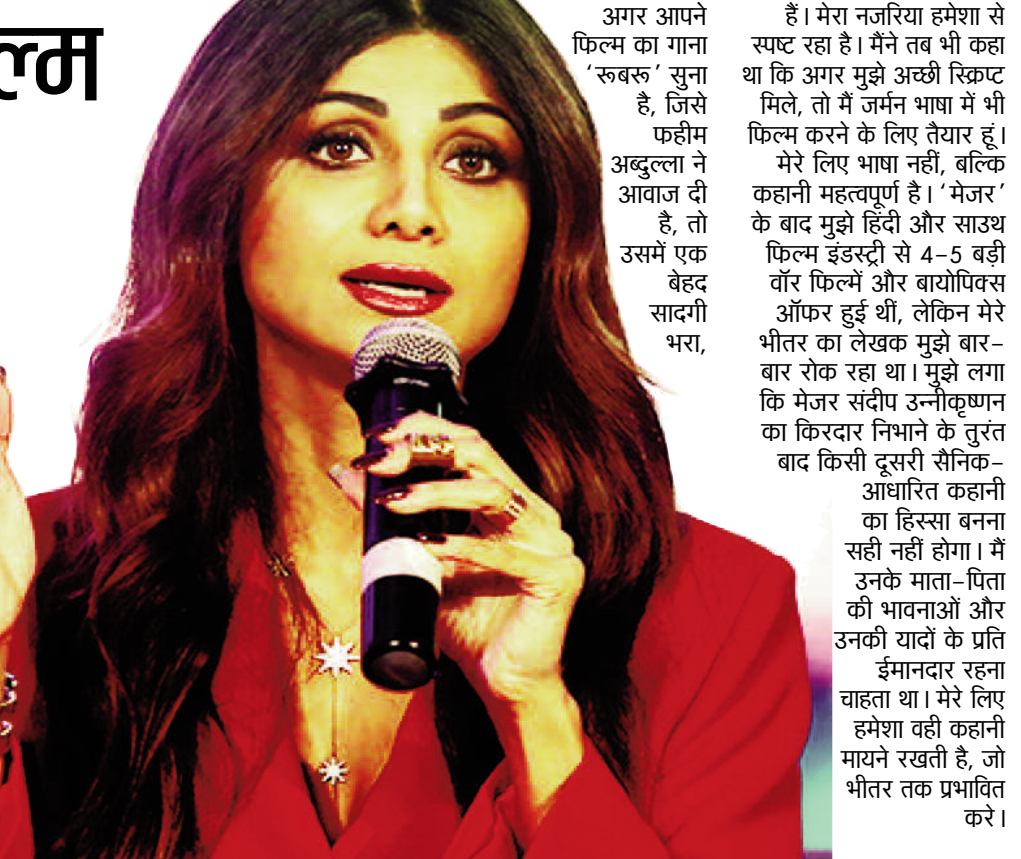 ल्म
अगर आपने
फिल्म का गाना
‘रूबरू’ सुना
है, जिसे
फहीम
अब्दुल्ला ने
आवाज दी
है, तो
उसमें एक
बेहद
सादगी
भरा,
हैं। मेरा नजरिया हमेशा से
स्पष्ट रहा है। मैंने तब भी कहा
था कि अगर मुझे अच्छी स्क्रिप्ट
मिले, तो मैं जर्मन भाषा में भी
फिल्म करने के लिए तैयार हूं।
मेरे लिए भाषा नहीं, बल्कि
कहानी महत्वपूर्ण है। ‘मेजर’
के बाद मुझे हिंदी और साउथ
फिल्म इंडस्ट्री से 4-5 बड़ी
वॉर फिल्में और बायोपिक्स
ऑफर हुई थीं, लेकिन मेरे
भीतर का लेखक मुझे बार-
बार रोक रहा था। मुझे लगा
कि मेजर संदीप उन्नीकृष्णन
का किरदार निभाने के तुरंत
बाद किसी दूसरी सैनिक-
आधारित कहानी
का हिस्सा बनना
सही नहीं होगा। मैं
उनके माता-पिता
की भावनाओं और
उनकी यादों के प्रति
ईमानदार रहना
चाहता था। मेरे लिए
हमेशा वही कहानी
मायने रखती है, जो
भीतर तक प्रभावित
करे।